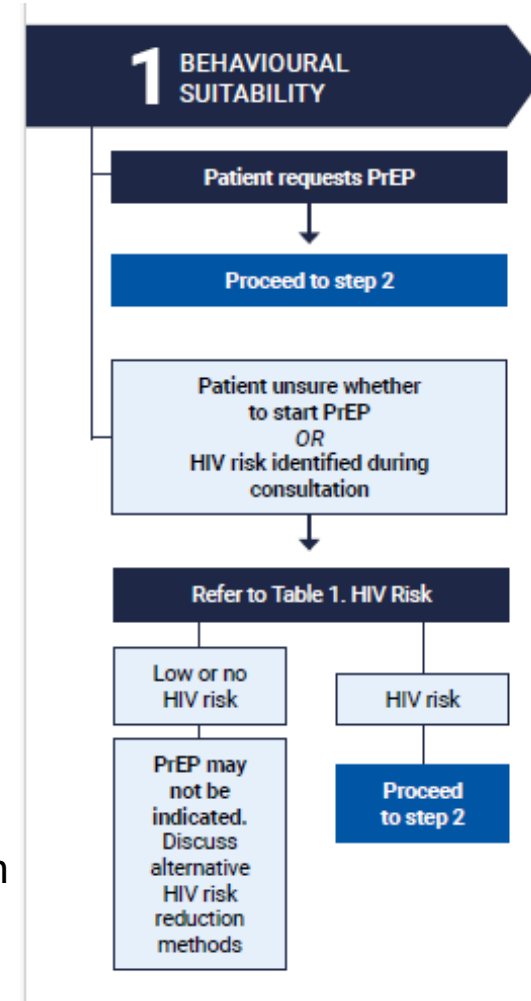 1 BEHAVIOURAL
SUITABILITY
Patient requests PrEP
Proceed to step 2
Patient unsure whether
to start PrEP
OR
HIV risk identified during
consultation
Refer to Table 1. HIV Risk
Low or no
HIV risk
PrEP may
not be
indicated.
Discuss
alternative
HIV risk
reduction
methods
HIV risk
Proceed
to step 2